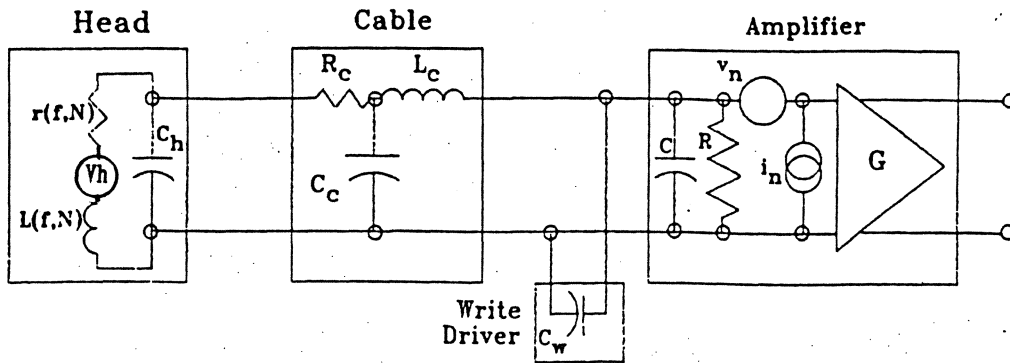 Head
Cable
Amplifier
r(f,N)
Vh
L(f,N)
C_h
R_c
L_c
C_c
v_n
C
R
i_n
G
Write
Driver
C_w